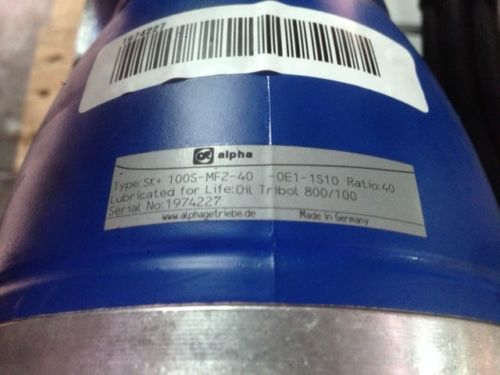 1974227
alpha
Type:SK+ 100S-MF2-40 -0E1-1S10 Ratio:40
Lubricated for Life:Oil Tribol 800/100
Serial No:1974227
www.alphagetriebe.de Made in Germany